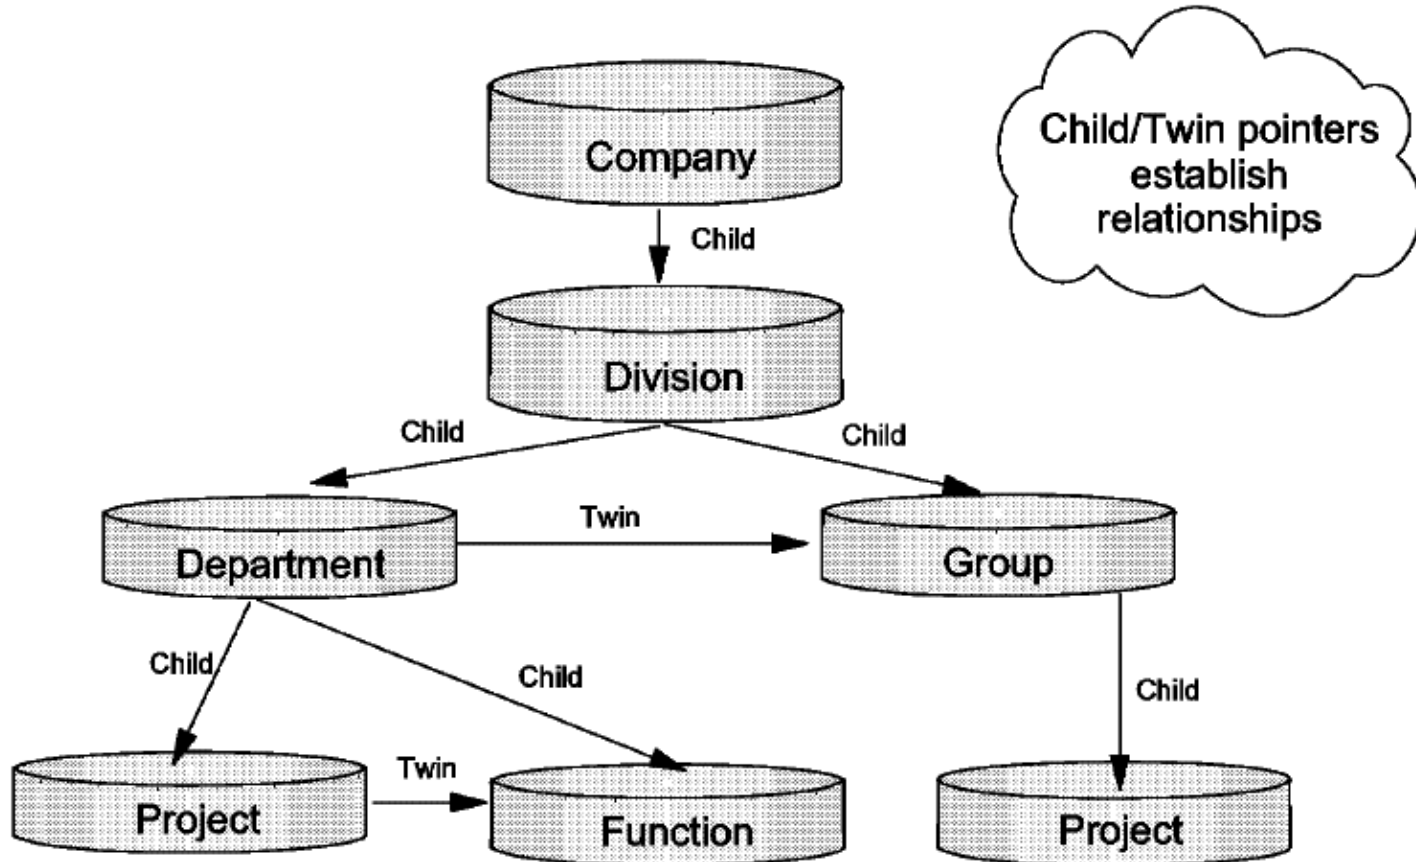 Company
Child/Twin pointers
establish
relationships
Child
Division
Child
Child
Department
Twin
Group
Child
Child
Child
Project
Twin
Function
Project